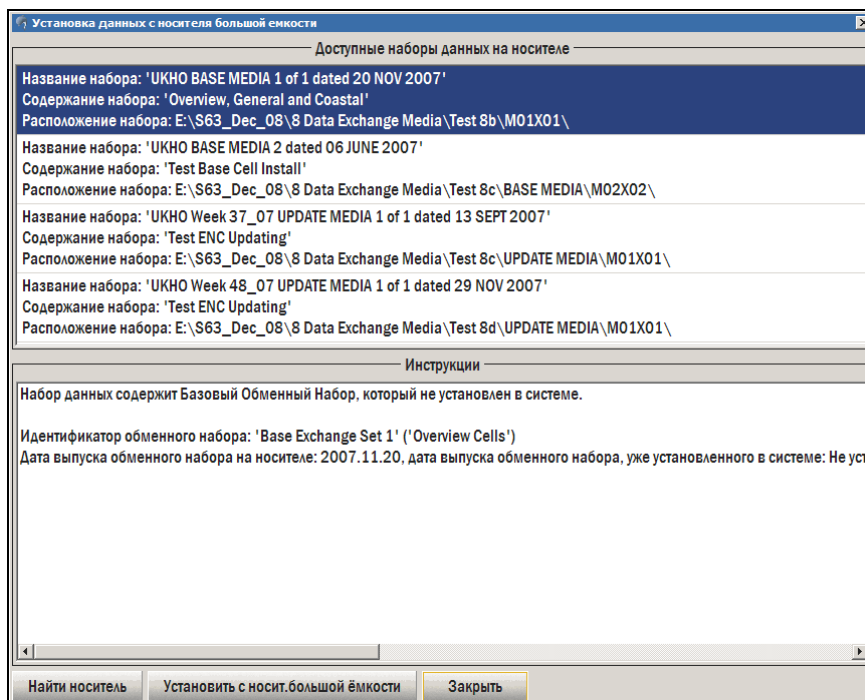 Установка данных с носителя большой емкости
Доступные наборы данных на носителе
Название набора: 'UKHO BASE MEDIA 1 of 1 dated 20 NOV 2007'
Содержание набора: 'Overview, General and Coastal'
Расположение набора: E:\S63_Dec_08\8 Data Exchange Media\Test 8b\M01X01\
Название набора: 'UKHO BASE MEDIA 2 dated 06 JUNE 2007'
Содержание набора: 'Test Base Cell Install'
Расположение набора: E:\S63_Dec_08\8 Data Exchange Media\Test 8c\BASE MEDIA\M02X02\
Название набора: 'UKHO Week 37_07 UPDATE MEDIA 1 of 1 dated 13 SEPT 2007'
Содержание набора: 'Test ENC Updating'
Расположение набора: E:\S63_Dec_08\8 Data Exchange Media\Test 8c\UPDATE MEDIA\M01X01\
Название набора: 'UKHO Week 48_07 UPDATE MEDIA 1 of 1 dated 29 NOV 2007'
Содержание набора: 'Test ENC Updating'
Расположение набора: E:\S63_Dec_08\8 Data Exchange Media\Test 8d\UPDATE MEDIA\M01X01\
Инструкции
Набор данных содержит Базовый Обменный Набор, который не установлен в системе.
Идентификатор обменного набора: 'Base Exchange Set 1' ('Overview Cells')
Дата выпуска обменного набора на носителе: 2007.11.20, дата выпуска обменного набора, уже установленного в системе: Не уст
Найти носитель Установить с носит.большой ёмкости Закрыть